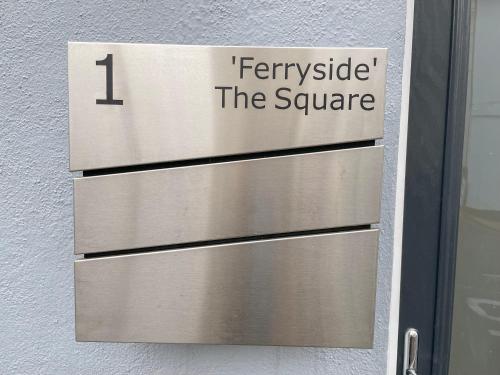 1 'Ferryside'
The Square